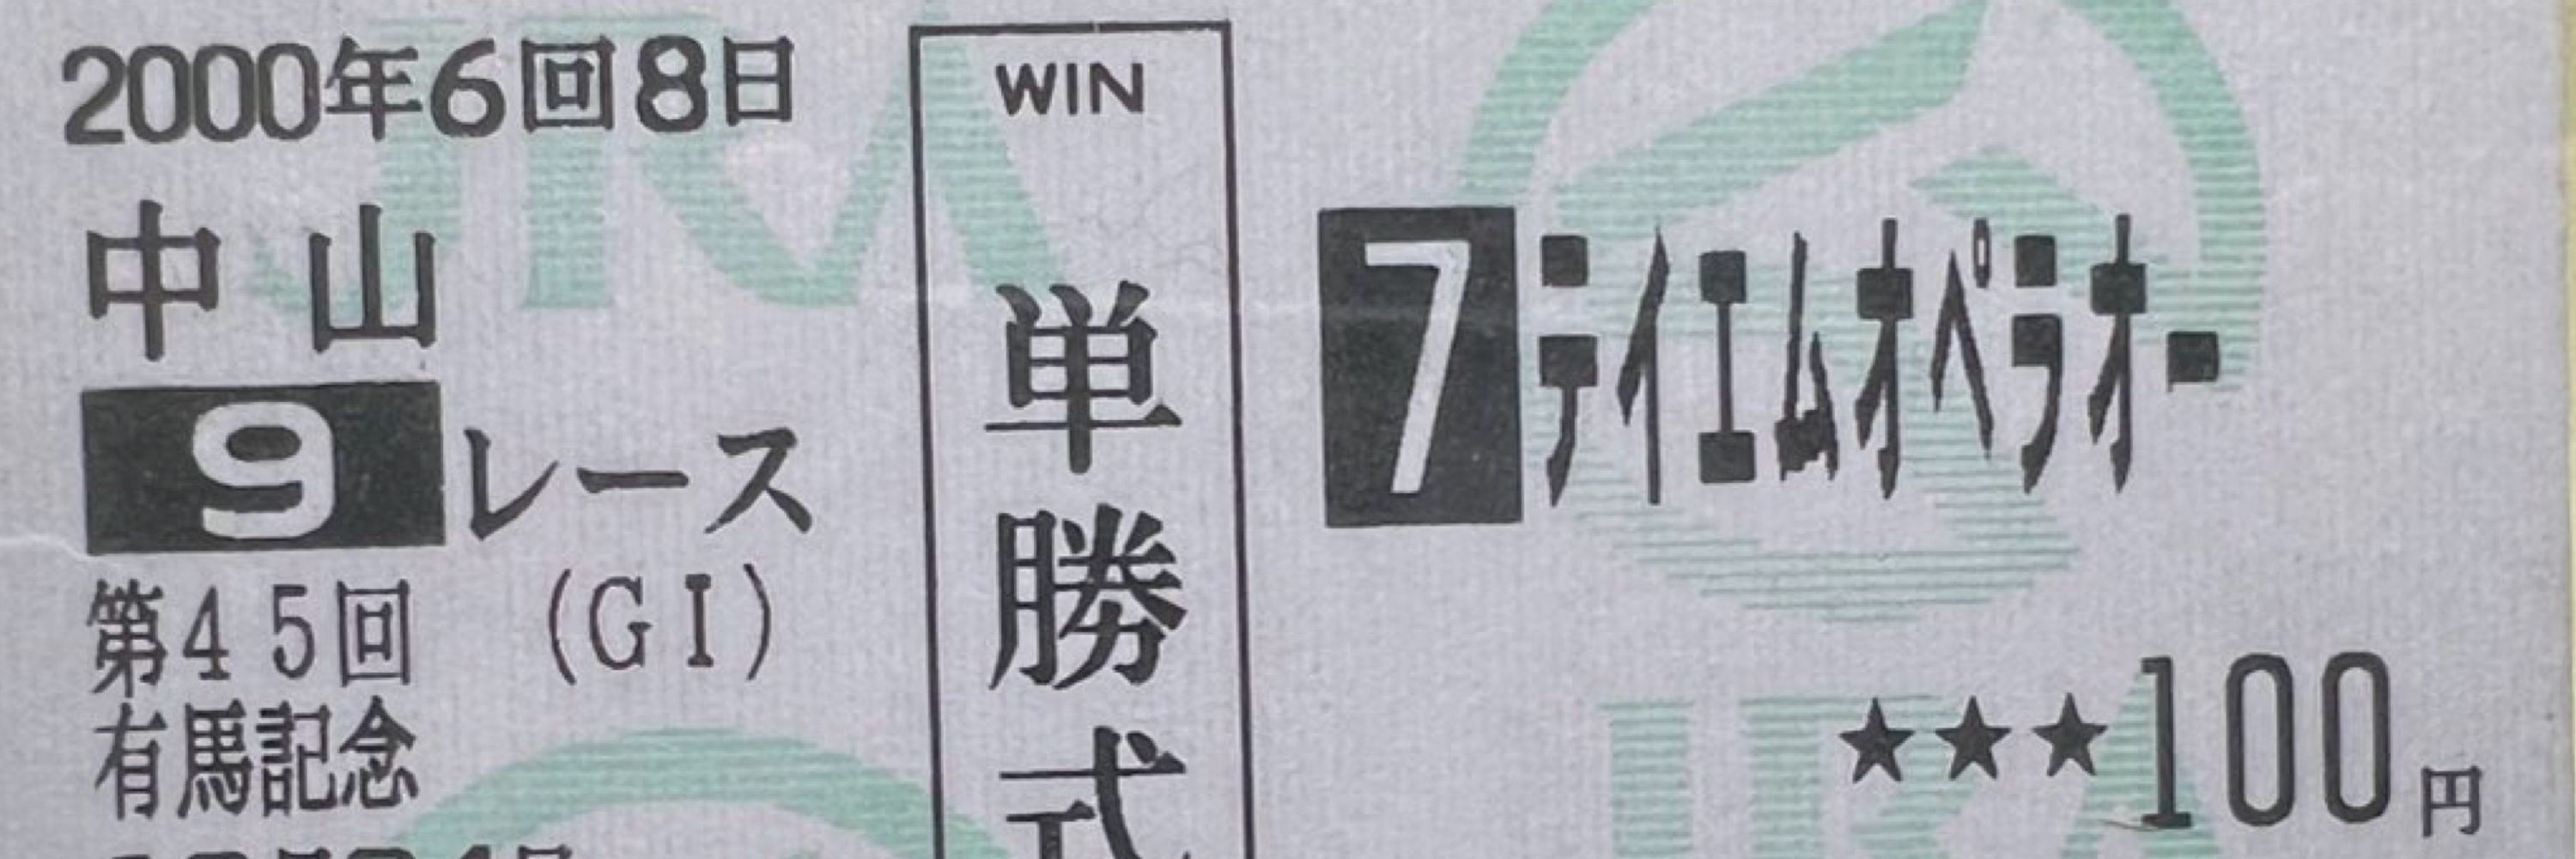 2000年6回8日
中山
9レース
第45回 (GI)
有馬記念
WIN
単勝式
7 テイエムオペラオー
★★★100円
JRA